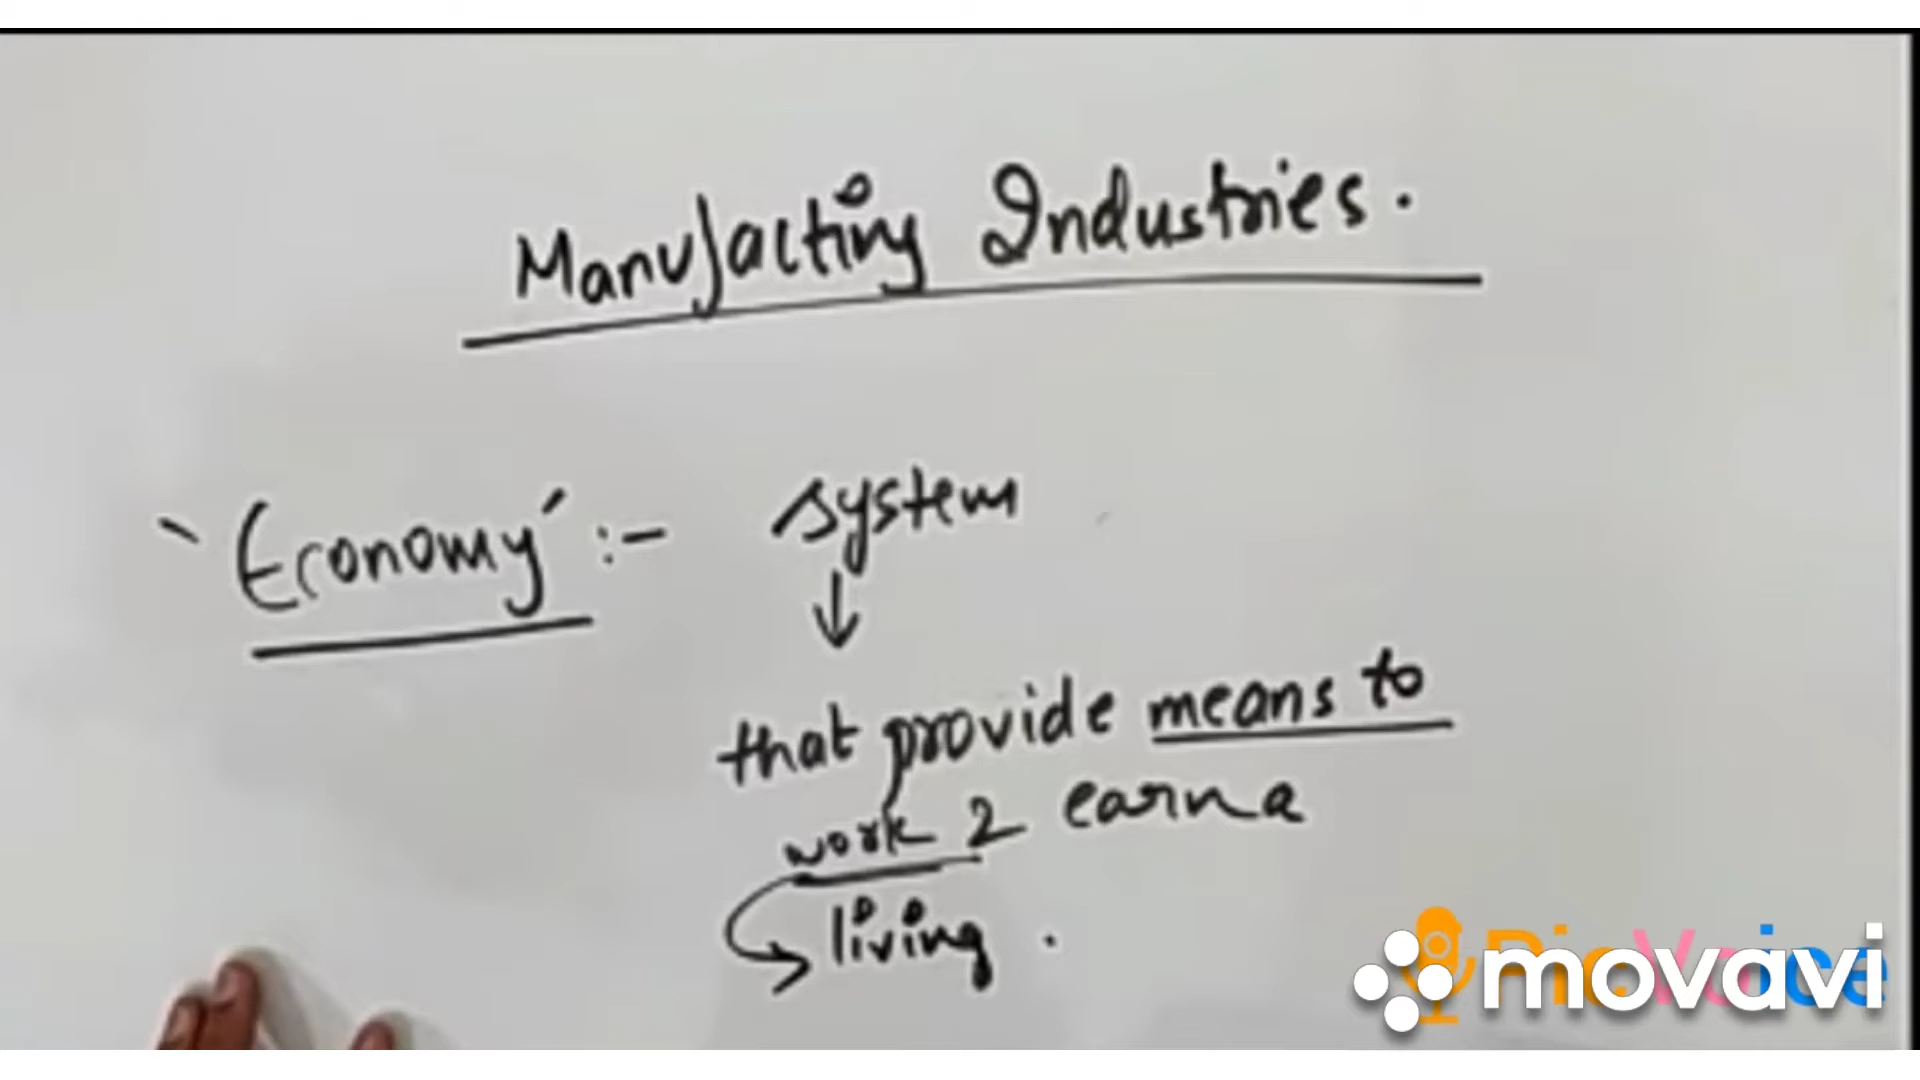 Manufacting Industries.
`Economy' :- system
↓
that provide means to
work 2 earn a
living .
movavi